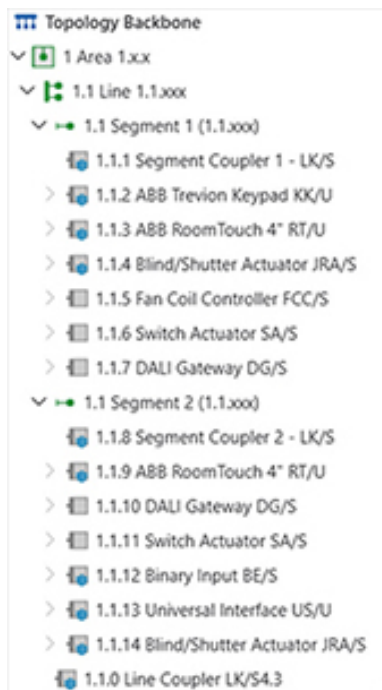 Topology Backbone
1 Area 1.x.x
1.1 Line 1.1.xxx
1.1 Segment 1 (1.1.xxx)
1.1.1 Segment Coupler 1 - LK/S
1.1.2 ABB Trevion Keypad KK/U
1.1.3 ABB RoomTouch 4" RT/U
1.1.4 Blind/Shutter Actuator JRA/S
1.1.5 Fan Coil Controller FCC/S
1.1.6 Switch Actuator SA/S
1.1.7 DALI Gateway DG/S
1.1 Segment 2 (1.1.xxx)
1.1.8 Segment Coupler 2 - LK/S
1.1.9 ABB RoomTouch 4" RT/U
1.1.10 DALI Gateway DG/S
1.1.11 Switch Actuator SA/S
1.1.12 Binary Input BE/S
1.1.13 Universal Interface US/U
1.1.14 Blind/Shutter Actuator JRA/S
1.1.0 Line Coupler LK/S4.3